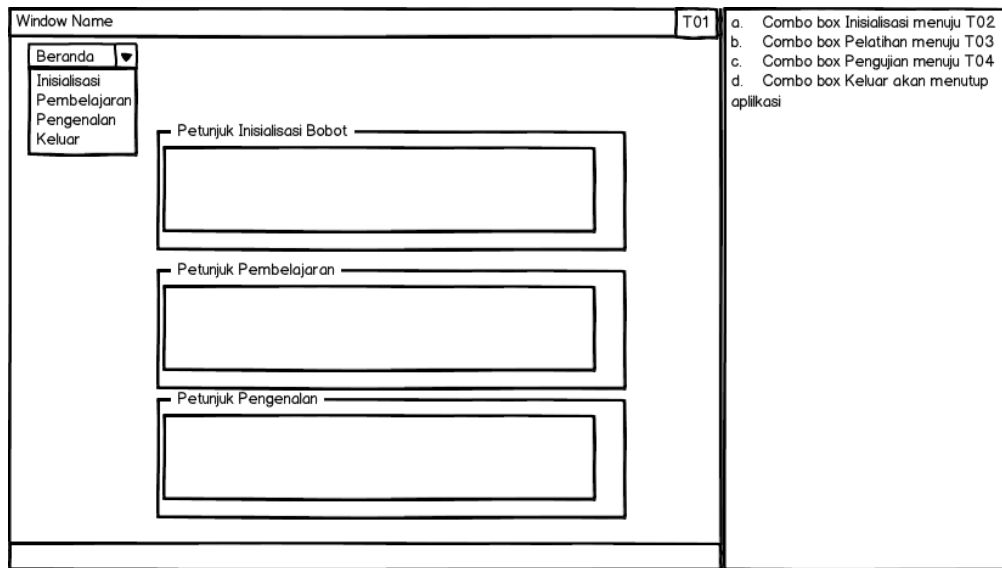 Window Name
T01
Beranda
Inisialisasi
Pembelajaran
Pengenalan
Keluar
Petunjuk Inisialisasi Bobot
Petunjuk Pembelajaran
Petunjuk Pengenalan
a. Combo box Inisialisasi menuju T02
b. Combo box Pelatihan menuju T03
c. Combo box Pengujian menuju T04
d. Combo box Keluar akan menutup
aplilkasi